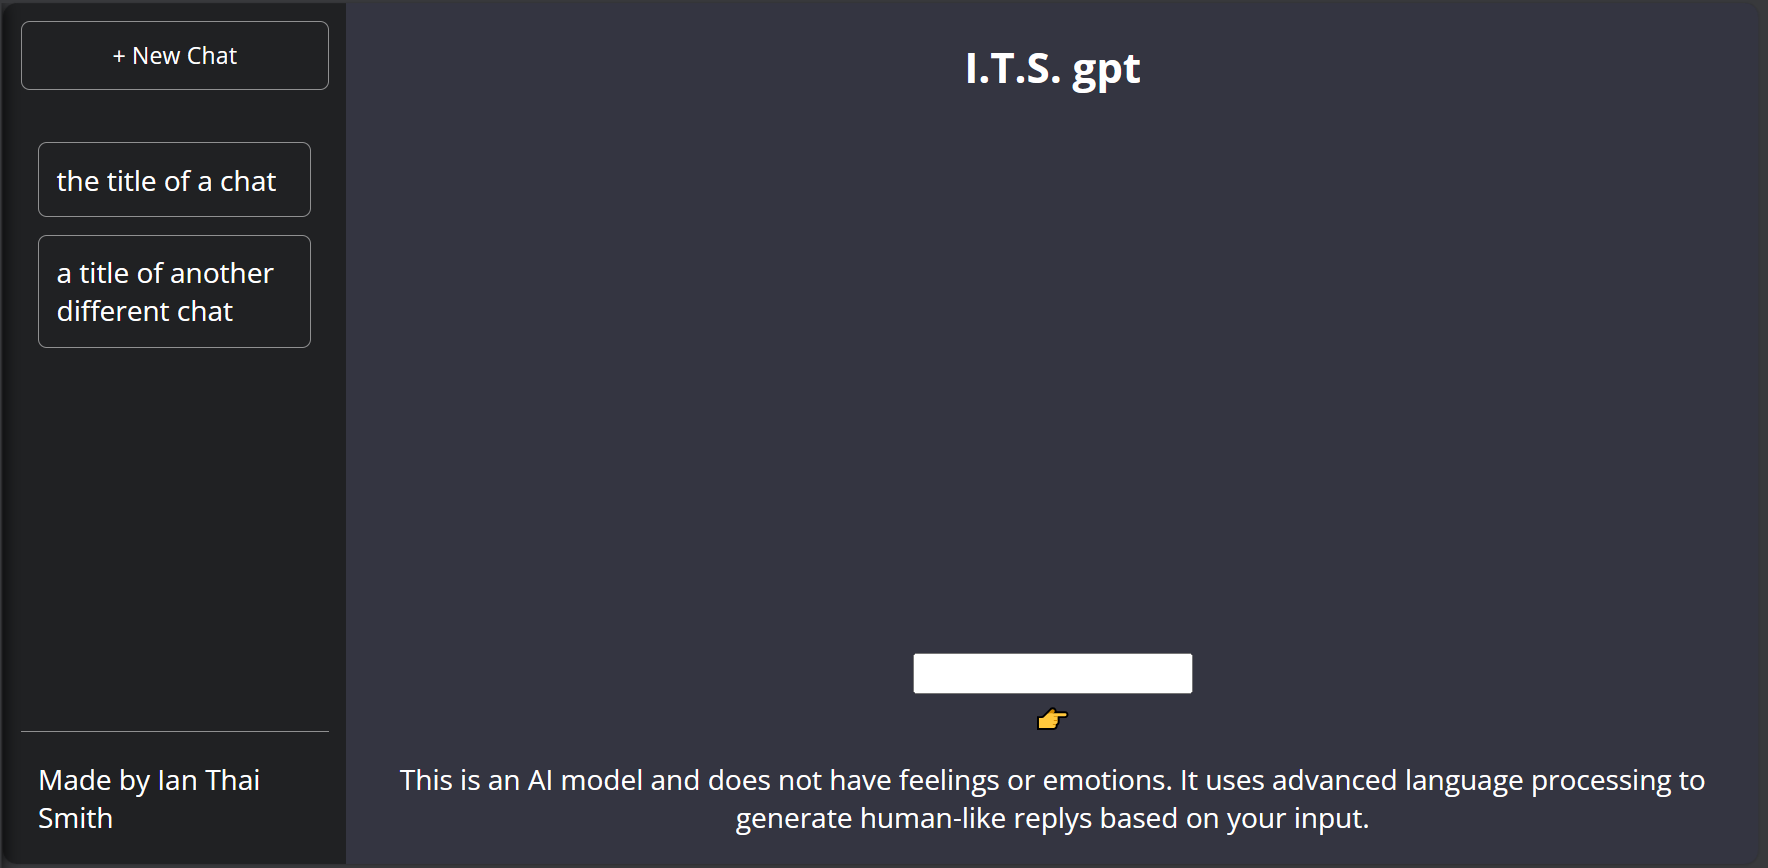 + New Chat
the title of a chat
a title of another
different chat
Made by Ian Thai
Smith
I.T.S. gpt
This is an AI model and does not have feelings or emotions. It uses advanced language processing to
generate human-like replys based on your input.